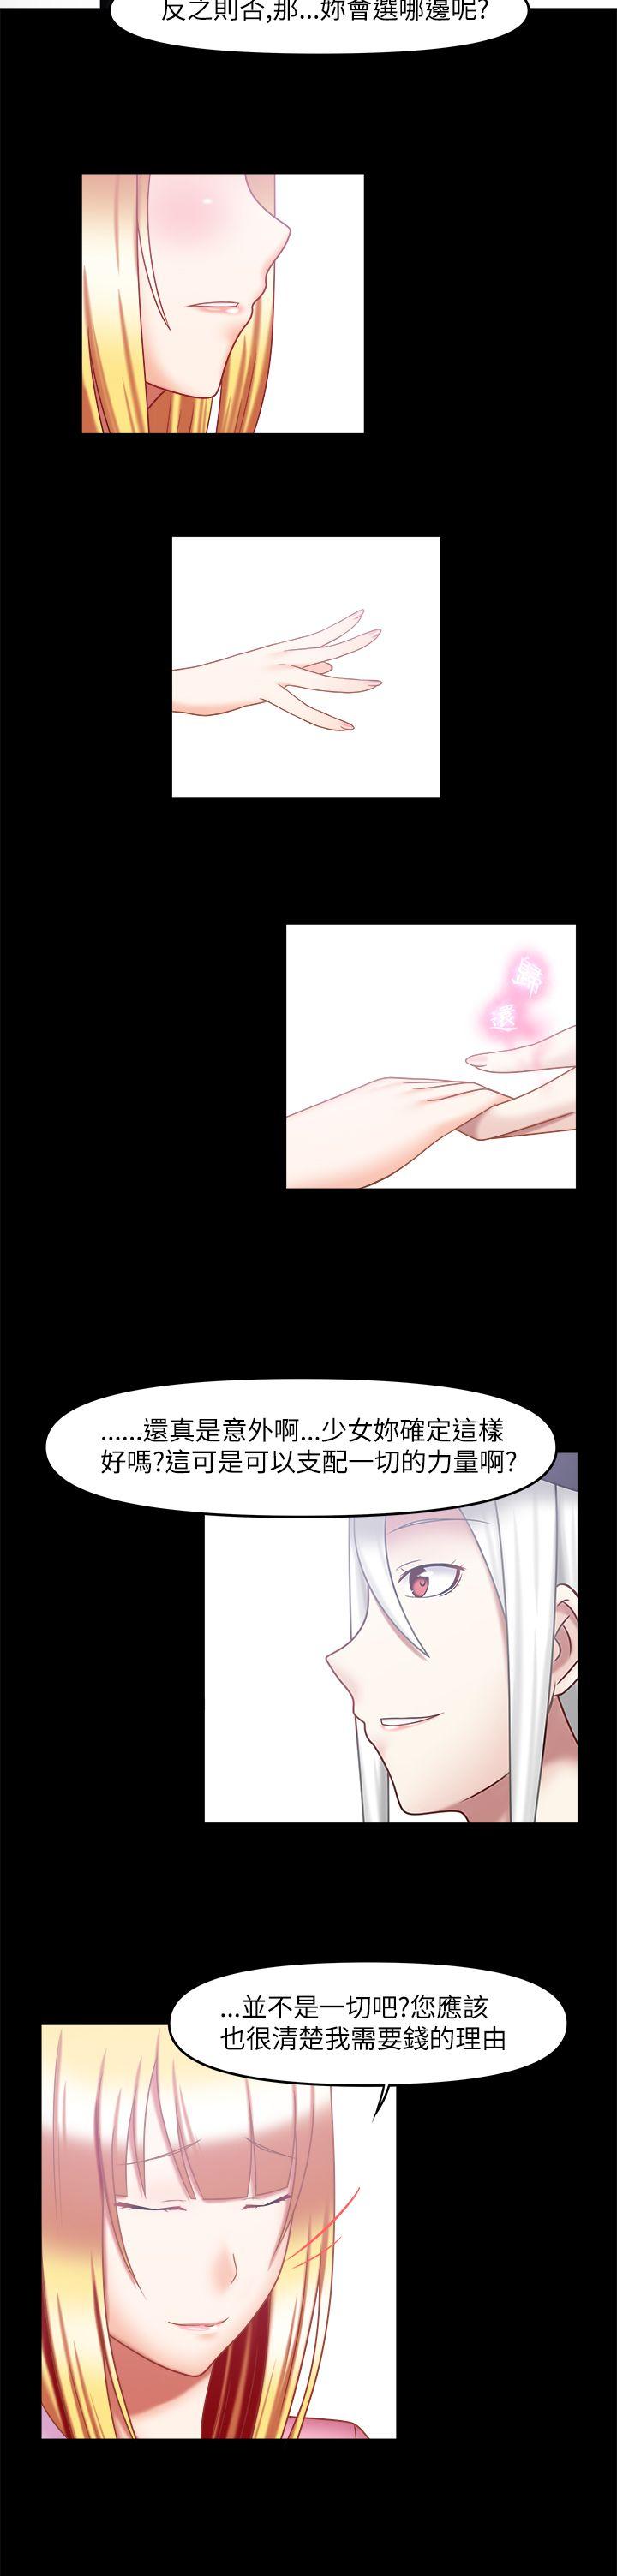 反之則否,那...妳會選哪邊呢?
歸
還
......還真是意外啊...少女妳確定這樣
好嗎?這可是可以支配一切的力量啊?
...並不是一切吧?您應該
也很清楚我需要錢的理由